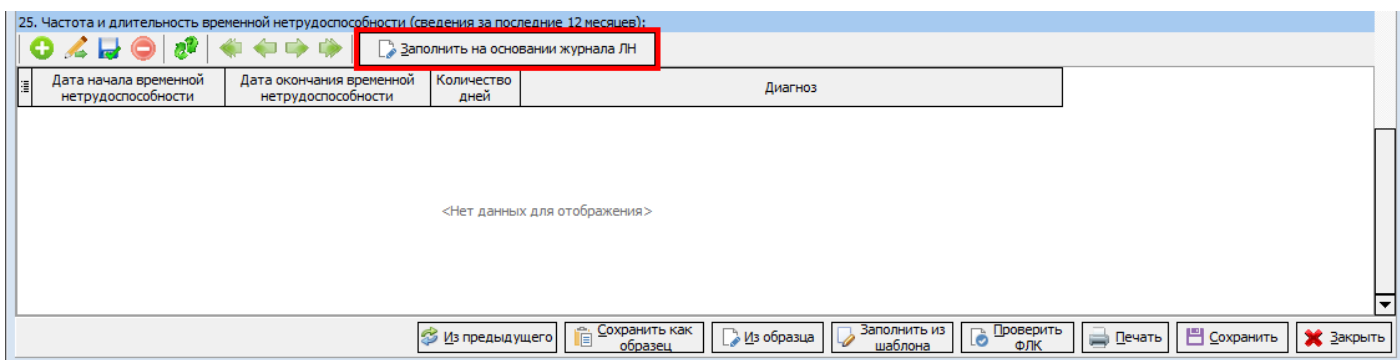 25. Частота и длительность временной нетрудоспособности (сведения за последние 12 месяцев):
Заполнить на основании журнала ЛН
Дата начала временной
нетрудоспособности
Дата окончания временной
нетрудоспособности
Количество
дней
Диагноз
<Нет данных для отображения>
Из предыдущего
Сохранить как
образец
Из образца
Заполнить из
шаблона
Проверить
ФЛК
Печать
Сохранить
Закрыть